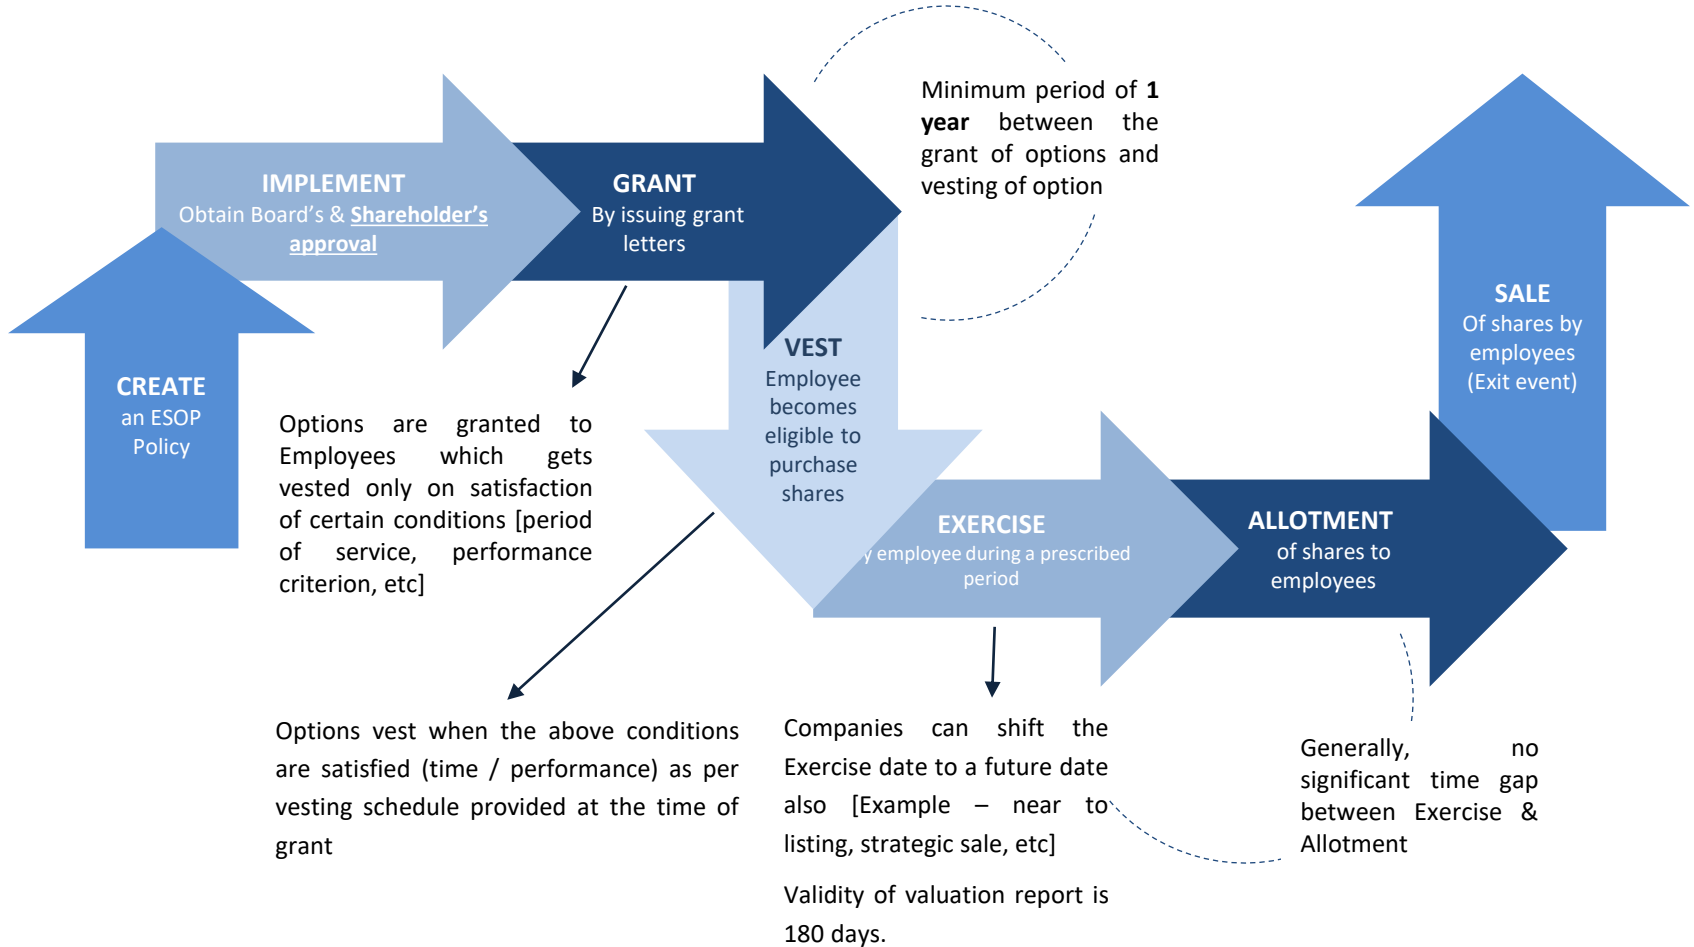 CREATE
an ESOP
Policy
IMPLEMENT
Obtain Board’s & Shareholder’s
approval
GRANT
By issuing grant
letters
Minimum period of 1
year between the
grant of options and
vesting of option
Options are granted to
Employees which gets
vested only on satisfaction
of certain conditions [period
of service, performance
criterion, etc]
VEST
Employee
becomes
eligible to
purchase
shares
Options vest when the above conditions
are satisfied (time / performance) as per
vesting schedule provided at the time of
grant
EXERCISE
employee during a prescribed
period
Companies can shift the
Exercise date to a future date
also [Example – near to
listing, strategic sale, etc]
Validity of valuation report is
180 days.
ALLOTMENT
of shares to
employees
Generally, no
significant time gap
between Exercise &
Allotment
SALE
Of shares by
employees
(Exit event)